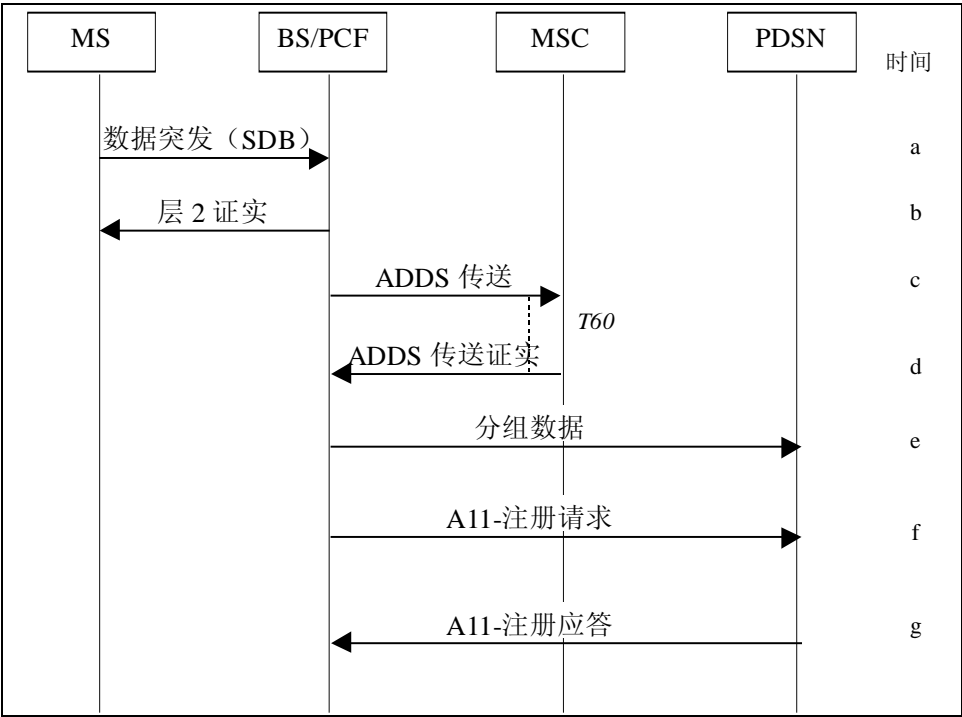 MS
BS/PCF
MSC
PDSN
时间
数据突发（SDB）
a
层 2 证实
b
ADDS 传送
c
T60
ADDS 传送证实
d
分组数据
e
A11-注册请求
f
A11-注册应答
g